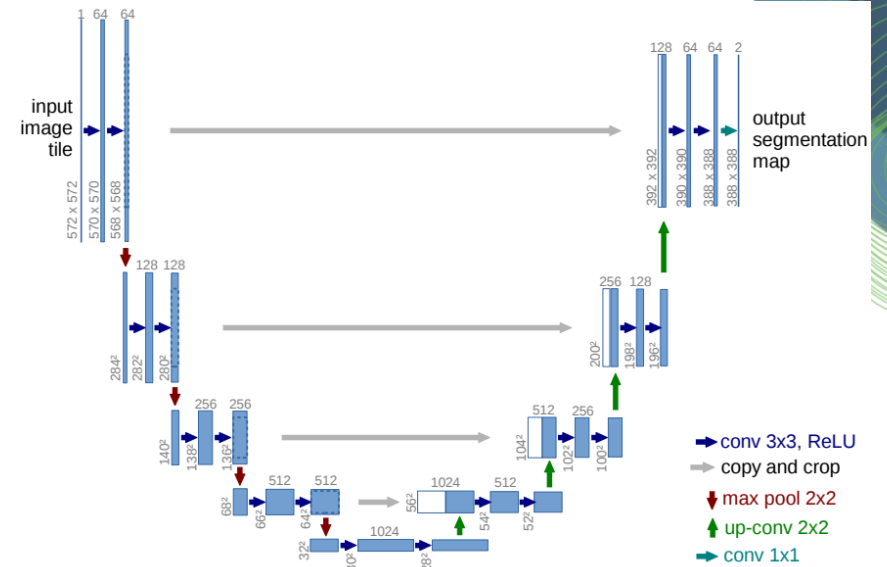 1 64 64
input
image
tile
572 x 572
570 x 570
568 x 568
128 64 64 2
output
segmentation
map
392 x 392
390 x 390
388 x 388
388 x 388
128 128
284²
282²
280²
256 128
200²
198²
196²
256 256
140²
138²
136²
512 256
104²
102²
100²
512 512
68²
66²
64²
1024 512
56²
54²
52²
1024
32²
conv 3x3, ReLU
copy and crop
max pool 2x2
up-conv 2x2
conv 1x1